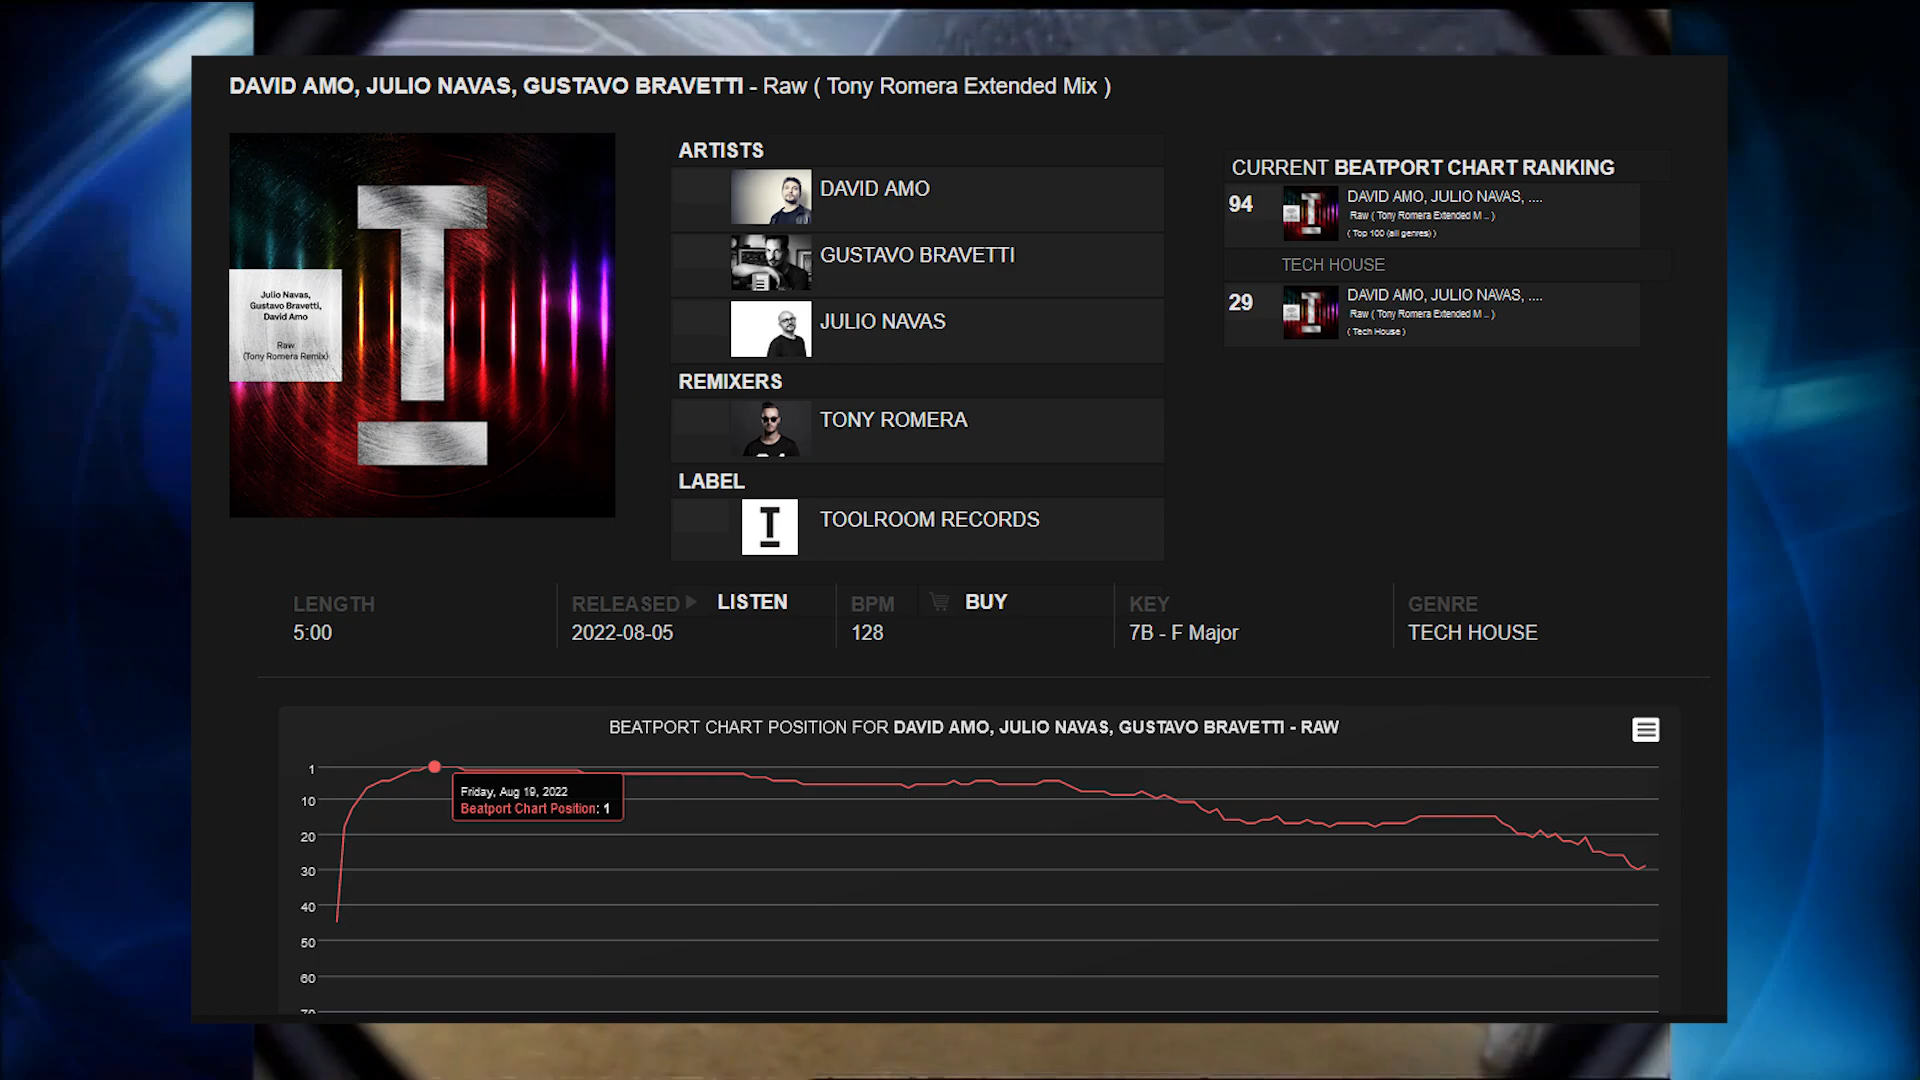 DAVID AMO, JULIO NAVAS, GUSTAVO BRAVETTI - Raw ( Tony Romera Extended Mix )
Julio Navas,
Gustavo Bravetti,
David Amo
Raw
(Tony Romera Remix)
ARTISTS
DAVID AMO
GUSTAVO BRAVETTI
JULIO NAVAS
REMIXERS
TONY ROMERA
LABEL
TOOLROOM RECORDS
CURRENT BEATPORT CHART RANKING
94
DAVID AMO, JULIO NAVAS, ....
Raw ( Tony Romera Extended M .. )
( Top 100 (all genres) )
TECH HOUSE
29
DAVID AMO, JULIO NAVAS, ....
Raw ( Tony Romera Extended M .. )
( Tech House )
LENGTH
5:00
RELEASED
2022-08-05
LISTEN
BPM
128
BUY
KEY
7B - F Major
GENRE
TECH HOUSE
BEATPORT CHART POSITION FOR DAVID AMO, JULIO NAVAS, GUSTAVO BRAVETTI - RAW
Friday, Aug 19, 2022
Beatport Chart Position: 1
1
10
20
30
40
50
60
70